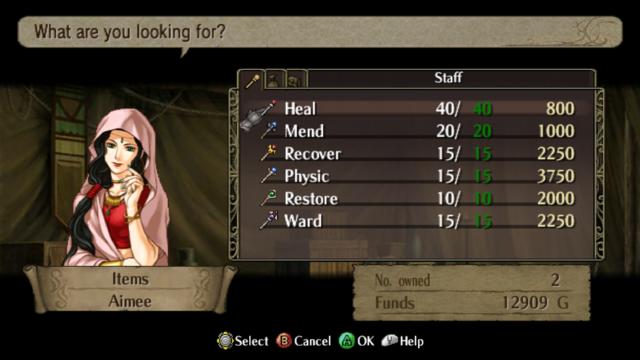 What are you looking for?
Staff
Heal 40/ 40 800
Mend 20/ 20 1000
Recover 15/ 15 2250
Physic 15/ 15 3750
Restore 10/ 10 2000
Ward 15/ 15 2250
Items
Aimee
No. owned 2
Funds 12909 G
Select B Cancel A OK Help